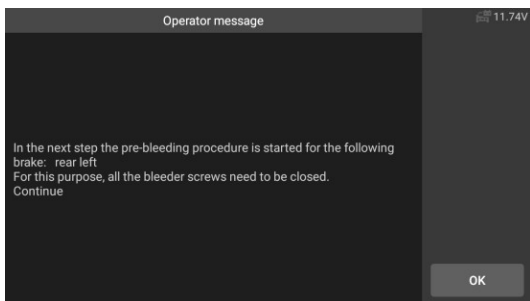 Operator message
11.74V
In the next step the pre-bleeding procedure is started for the following
brake: rear left
For this purpose, all the bleeder screws need to be closed.
Continue
OK